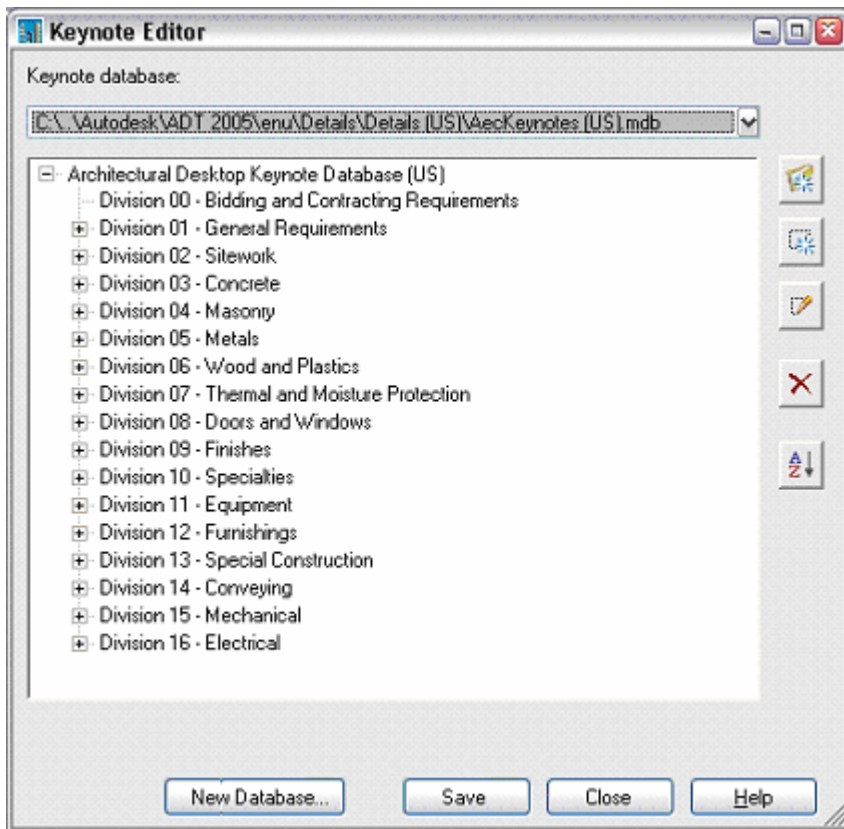 Keynote Editor
Keynote database:
C:\..\Autodesk\ADT 2005\enu\Details\Details (US)\AecKeynotes (US).mdb
Architectural Desktop Keynote Database (US)
Division 00 - Bidding and Contracting Requirements
Division 01 - General Requirements
Division 02 - Sitework
Division 03 - Concrete
Division 04 - Masonry
Division 05 - Metals
Division 06 - Wood and Plastics
Division 07 - Thermal and Moisture Protection
Division 08 - Doors and Windows
Division 09 - Finishes
Division 10 - Specialties
Division 11 - Equipment
Division 12 - Furnishings
Division 13 - Special Construction
Division 14 - Conveying
Division 15 - Mechanical
Division 16 - Electrical
A
Z
New Database... Save Close Help